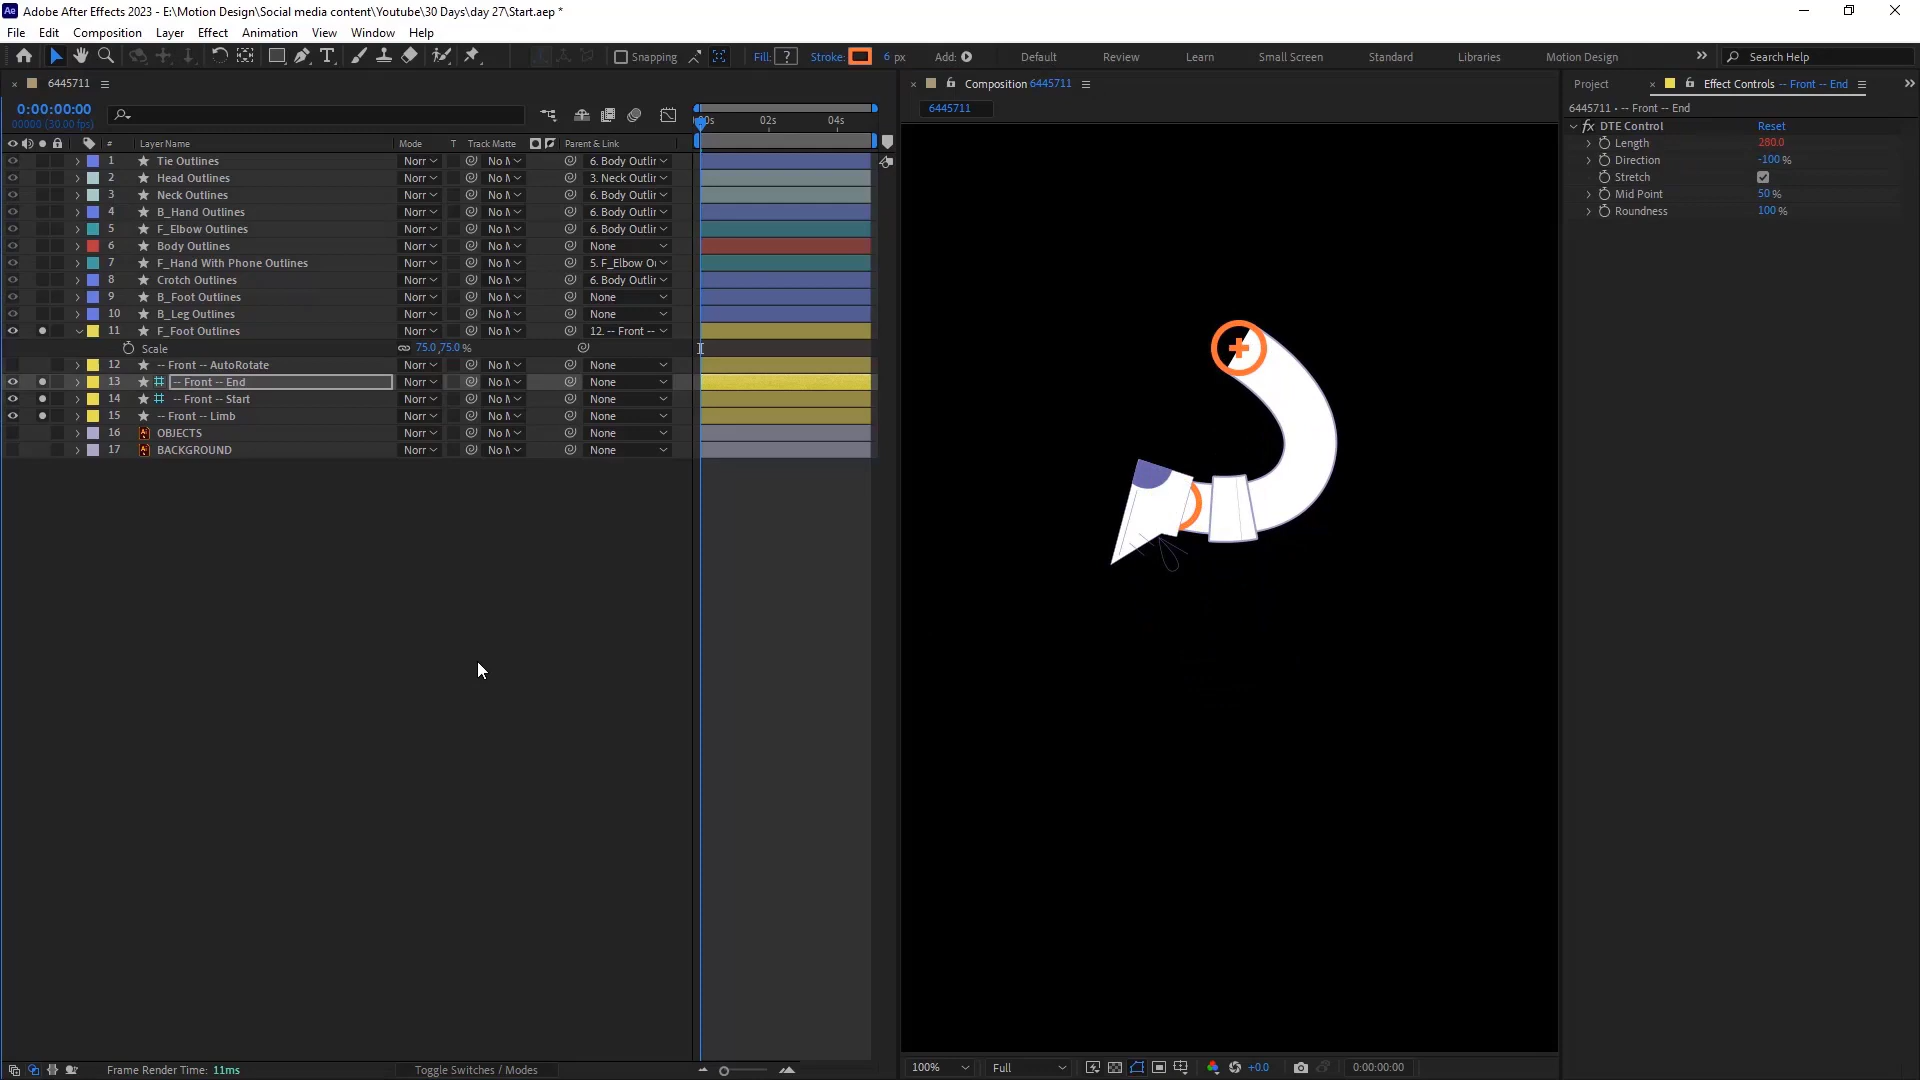 Adobe After Effects 2023 - E:\Motion Design\Social media content\Youtube\30 Days\day 27\Start.aep *
File Edit Composition Layer Effect Animation View Window Help
Snapping Fill: ? Stroke: 6 px Add: Default Review Learn Small Screen Standard Libraries Motion Design Search Help
6445711
0:00:00:00
00000 (30.00 fps)
00s 02s 04s
# Layer Name Mode T Track Matte Parent & Link
1 Tie Outlines Norr No M 6. Body Outlir
2 Head Outlines Norr No M 3. Neck Outlir
3 Neck Outlines Norr No M 6. Body Outlir
4 B_Hand Outlines Norr No M 6. Body Outlir
5 F_Elbow Outlines Norr No M 6. Body Outlir
6 Body Outlines Norr No M None
7 F_Hand With Phone Outlines Norr No M 5. F_Elbow Ou
8 Crotch Outlines Norr No M 6. Body Outlir
9 B_Foot Outlines Norr No M None
10 B_Leg Outlines Norr No M None
11 F_Foot Outlines Norr No M 12. -- Front --
Scale 75.0,75.0 %
12 -- Front -- AutoRotate Norr No M None
13 -- Front -- End Norr No M None
14 -- Front -- Start Norr No M None
15 -- Front -- Limb Norr No M None
16 OBJECTS Norr No M None
17 BACKGROUND Norr No M None
Frame Render Time: 11ms Toggle Switches / Modes
Composition 6445711
6445711
100% Full +0.0 0:00:00:00
Project Effect Controls -- Front -- End
6445711 • -- Front -- End
fx DTE Control Reset
Length 280.0
Direction -100 %
Stretch
Mid Point 50 %
Roundness 100 %